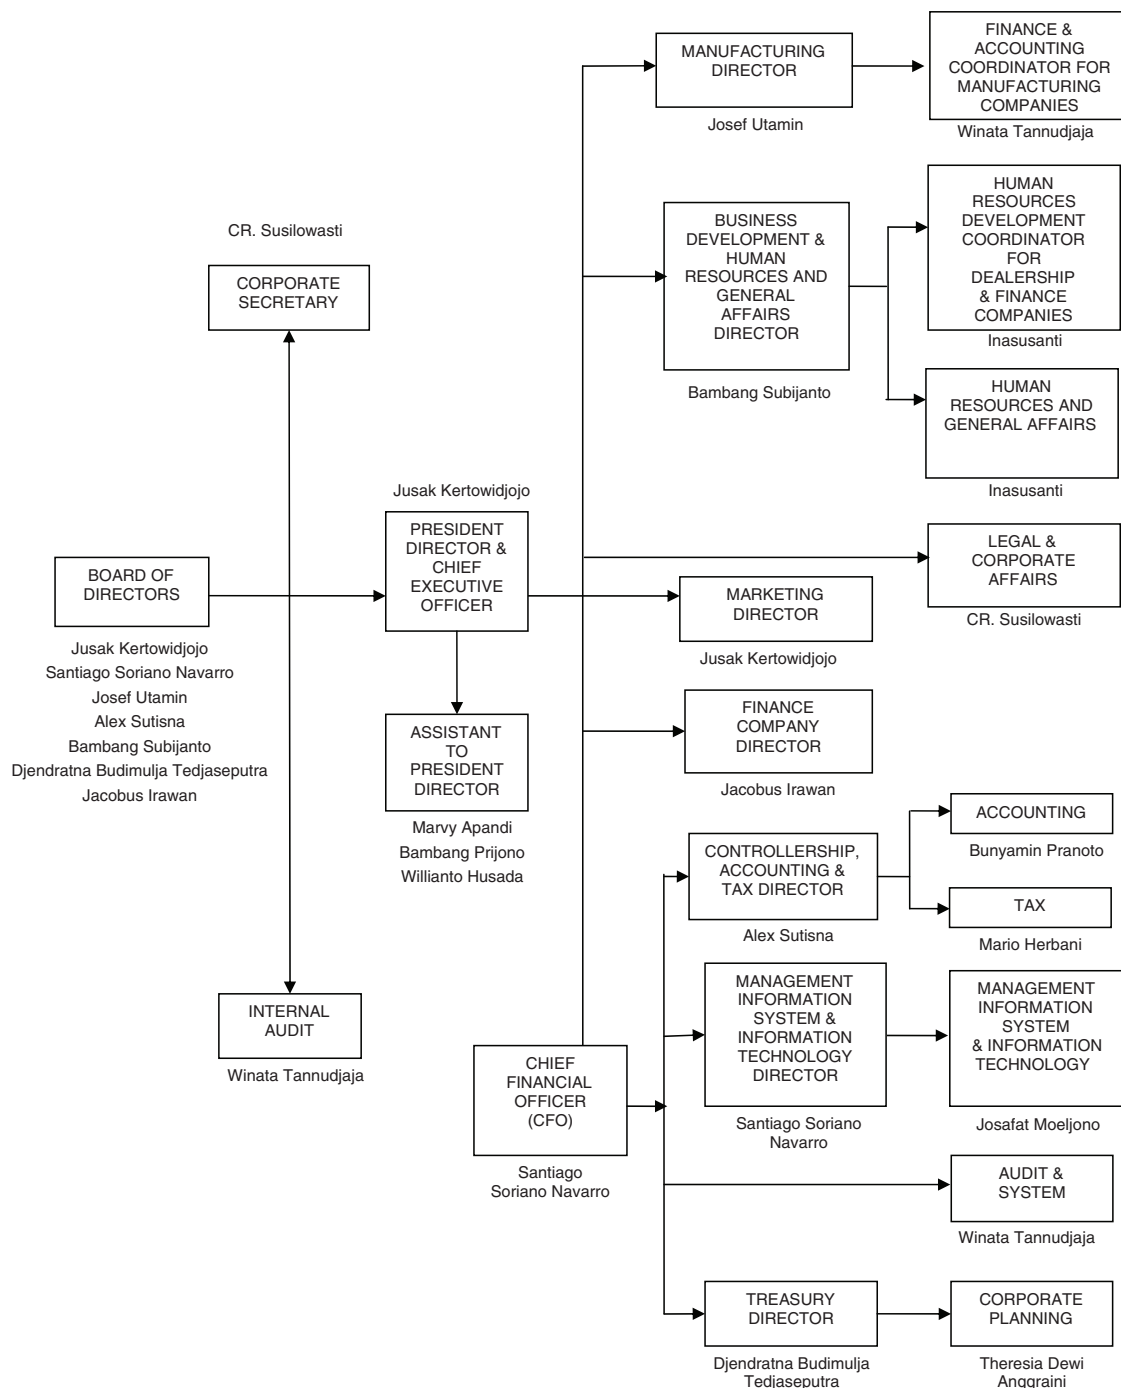 MANUFACTURING
DIRECTOR
Josef Utamin
FINANCE &
ACCOUNTING
COORDINATOR FOR
MANUFACTURING
COMPANIES
Winata Tannudjaja
BUSINESS
DEVELOPMENT &
HUMAN
RESOURCES AND
GENERAL
AFFAIRS
DIRECTOR
Bambang Subijanto
HUMAN
RESOURCES
DEVELOPMENT
COORDINATOR
FOR
DEALERSHIP
& FINANCE
COMPANIES
Inasusanti
HUMAN
RESOURCES AND
GENERAL AFFAIRS
Inasusanti
CR. Susilowasti
CORPORATE
SECRETARY
Jusak Kertowidjojo
PRESIDENT
DIRECTOR &
CHIEF
EXECUTIVE
OFFICER
LEGAL &
CORPORATE
AFFAIRS
CR. Susilowasti
BOARD OF
DIRECTORS
Jusak Kertowidjojo
Santiago Soriano Navarro
Josef Utamin
Alex Sutisna
Bambang Subijanto
Djendratna Budimulja Tedjaseputra
Jacobus Irawan
MARKETING
DIRECTOR
Jusak Kertowidjojo
ASSISTANT
TO
PRESIDENT
DIRECTOR
Marvy Apandi
Bambang Prijono
Willianto Husada
FINANCE
COMPANY
DIRECTOR
Jacobus Irawan
CONTROLLERSHIP,
ACCOUNTING &
TAX DIRECTOR
Alex Sutisna
ACCOUNTING
Bunyamin Pranoto
TAX
Mario Herbani
INTERNAL
AUDIT
Winata Tannudjaja
CHIEF
FINANCIAL
OFFICER
(CFO)
Santiago
Soriano Navarro
MANAGEMENT
INFORMATION
SYSTEM &
INFORMATION
TECHNOLOGY
DIRECTOR
Santiago Soriano
Navarro
MANAGEMENT
INFORMATION
SYSTEM
& INFORMATION
TECHNOLOGY
Josafat Moeljono
AUDIT &
SYSTEM
Winata Tannudjaja
TREASURY
DIRECTOR
Djendratna Budimulja
Tedjaseputra
CORPORATE
PLANNING
Theresia Dewi
Anggraini